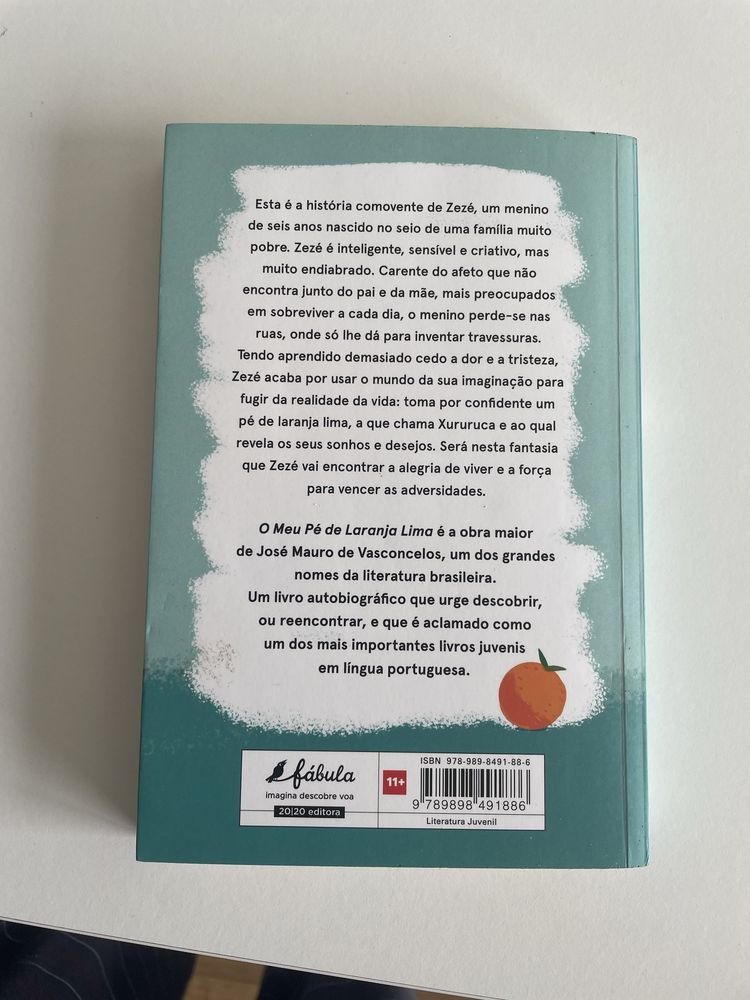 Esta é a história comovente de Zezé, um menino
de seis anos nascido no seio de uma família muito
pobre. Zezé é inteligente, sensível e criativo, mas
muito endiabrado. Carente do afeto que não
encontra junto do pai e da mãe, mais preocupados
em sobreviver a cada dia, o menino perde-se nas
ruas, onde só lhe dá para inventar travessuras.
Tendo aprendido demasiado cedo a dor e a tristeza,
Zezé acaba por usar o mundo da sua imaginação para
fugir da realidade da vida: toma por confidente um
pé de laranja lima, a que chama Xururuca e ao qual
revela os seus sonhos e desejos. Será nesta fantasia
que Zezé vai encontrar a alegria de viver e a força
para vencer as adversidades.
O Meu Pé de Laranja Lima é a obra maior
de José Mauro de Vasconcelos, um dos grandes
nomes da literatura brasileira.
Um livro autobiográfico que urge descobrir,
ou reencontrar, e que é aclamado como
um dos mais importantes livros juvenis
em língua portuguesa.
fábula
imagina descobre voa
20|20 editora
11+
ISBN 978-989-8491-88-6
9 789898 491886
Literatura Juvenil